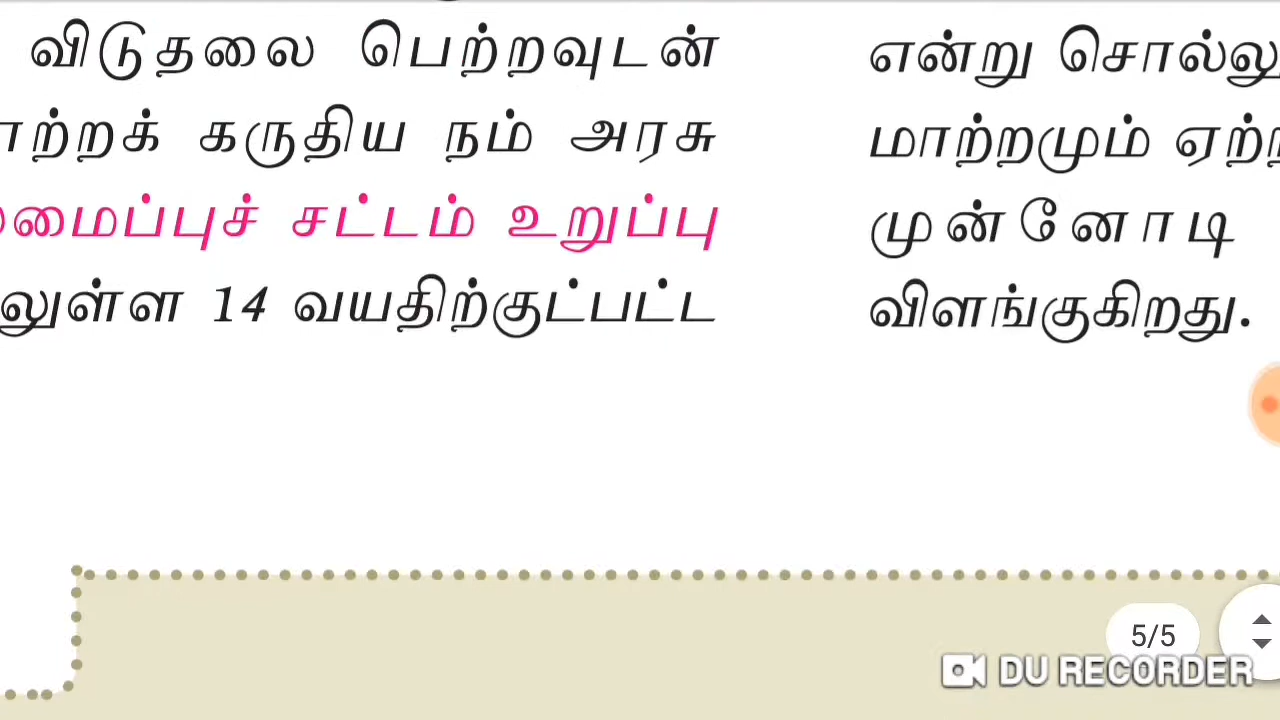 விடுதலை பெற்றவுடன்
கருதிய நம் அரசு
சட்டம் உறுப்பு
14 வயதிற்குட்பட்ட
என்று
மாற்றமும்
முன்னோடி
விளங்குகிறது.
5/5
DU RECORDER